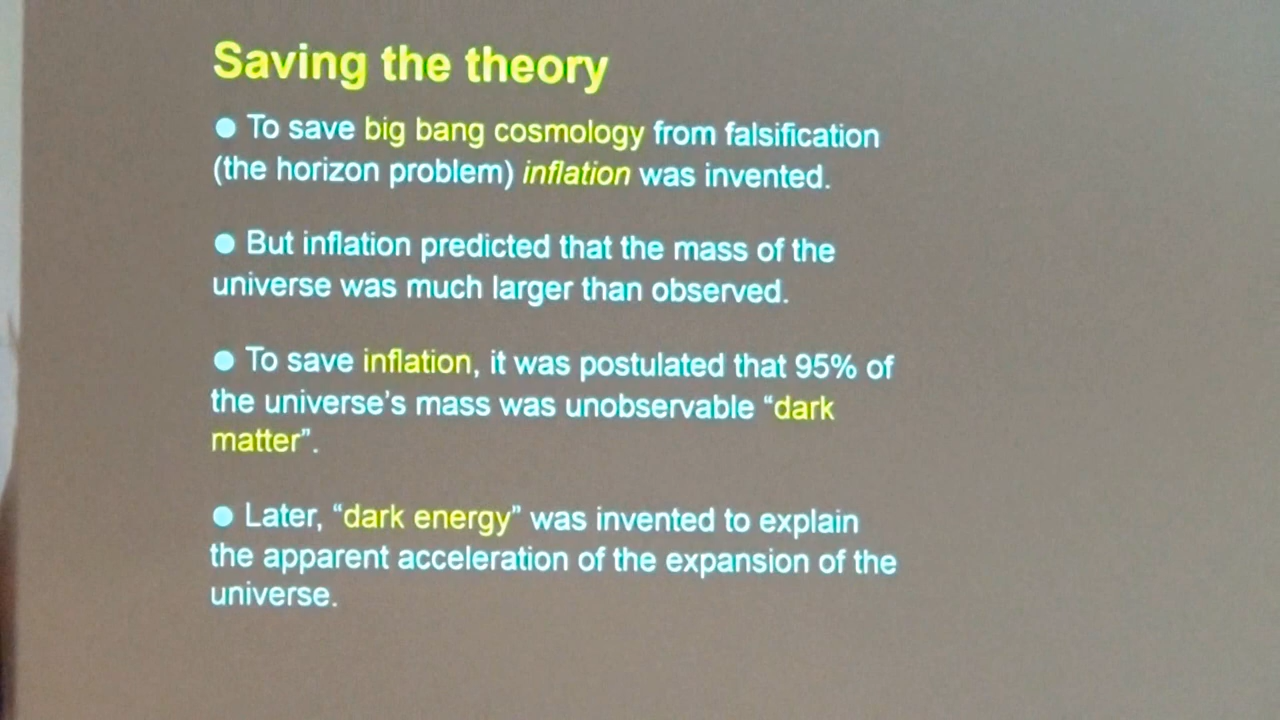 Saving the theory
● To save big bang cosmology from falsification
(the horizon problem) inflation was invented.
● But inflation predicted that the mass of the
universe was much larger than observed.
● To save inflation, it was postulated that 95% of
the universe’s mass was unobservable “dark
matter”.
● Later, “dark energy” was invented to explain
the apparent acceleration of the expansion of the
universe.